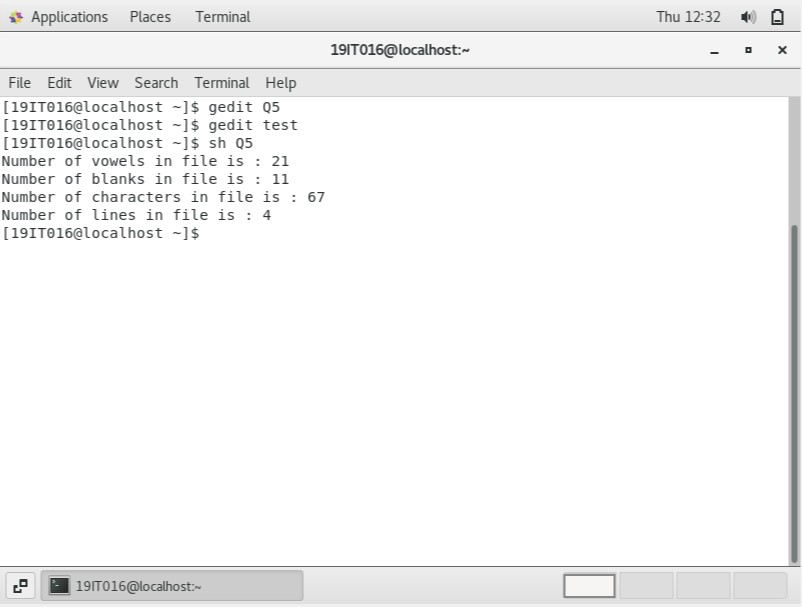 Applications Places Terminal Thu 12:32
19IT016@localhost:~
File Edit View Search Terminal Help
[19IT016@localhost ~]$ gedit Q5
[19IT016@localhost ~]$ gedit test
[19IT016@localhost ~]$ sh Q5
Number of vowels in file is : 21
Number of blanks in file is : 11
Number of characters in file is : 67
Number of lines in file is : 4
[19IT016@localhost ~]$
19IT016@localhost:~